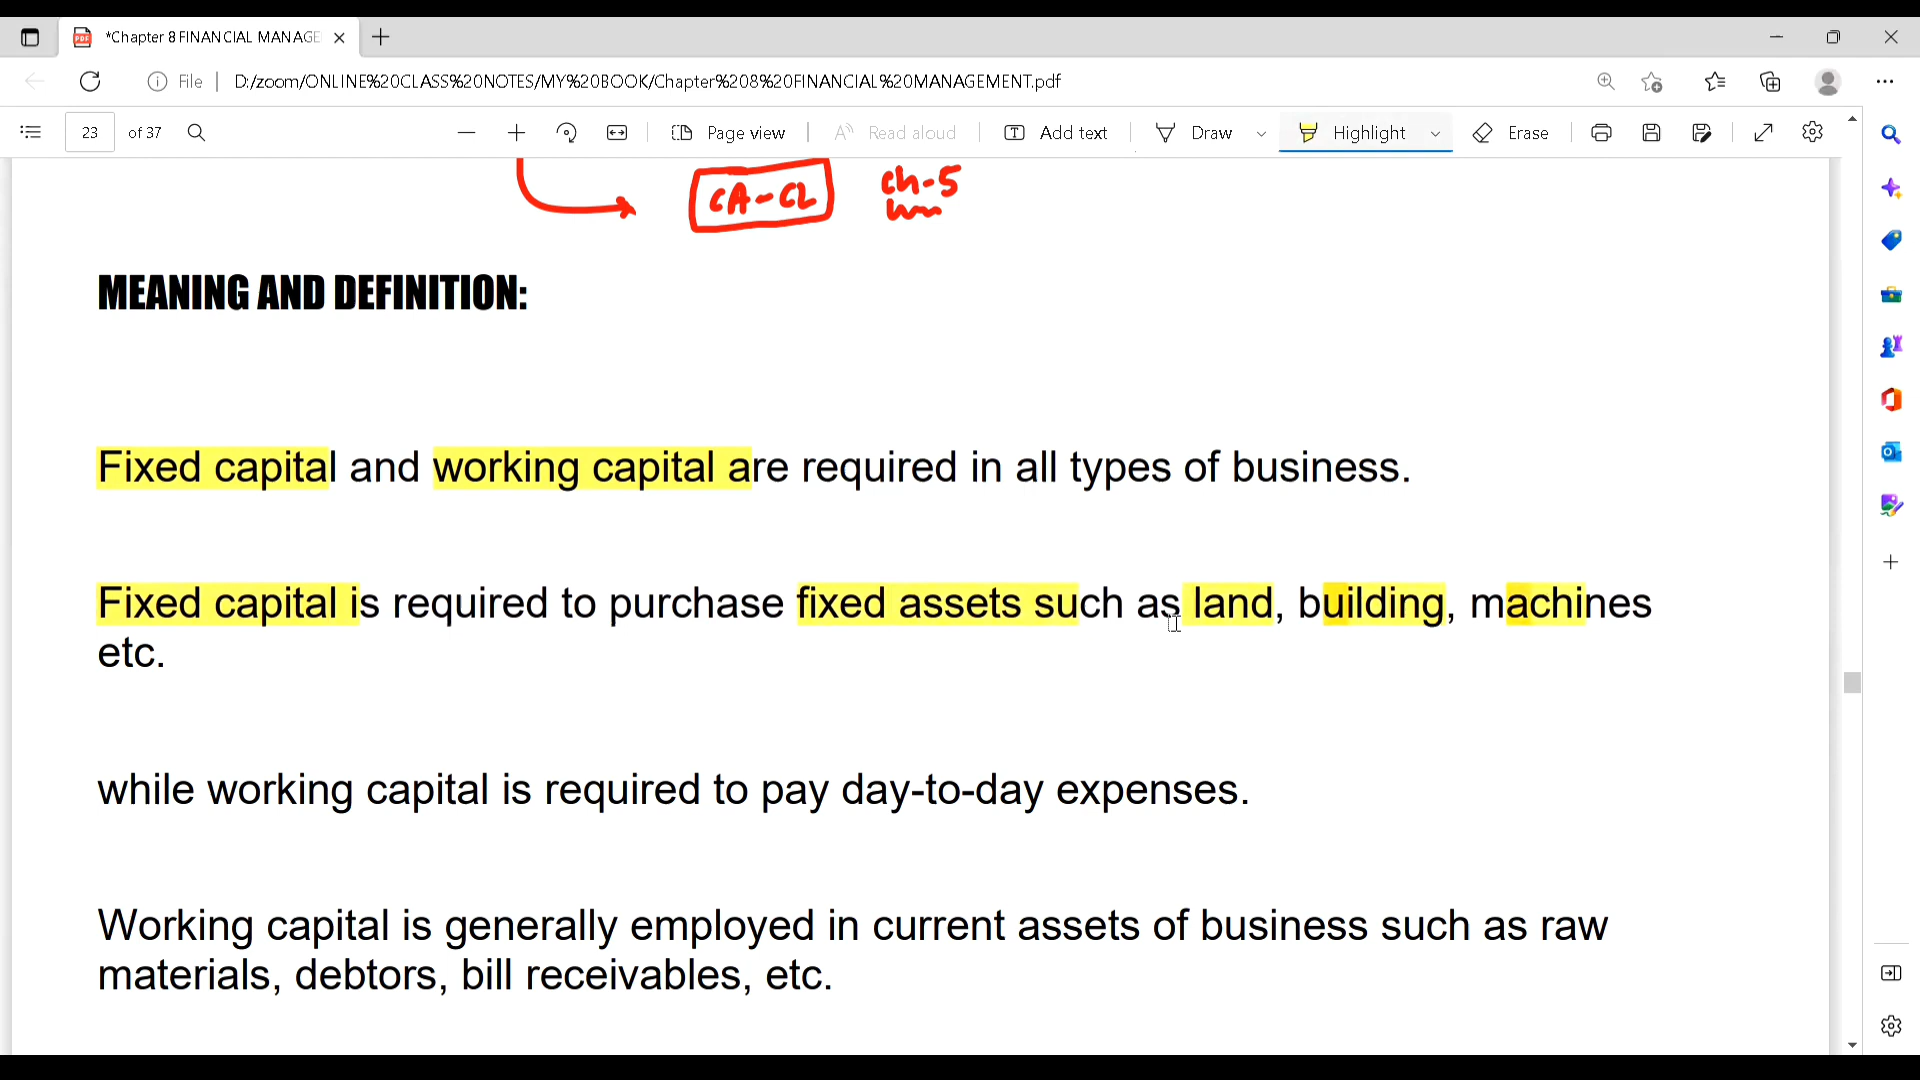 *Chapter 8 FINANCIAL MANAGE
File
D:/zoom/ONLINE%20CLASS%20NOTES/MY%20BOOK/Chapter%208%20FINANCIAL%20MANAGEMENT.pdf
23 of 37 Page view Read aloud Add text Draw Highlight Erase
CA-CL ch-5
MEANING AND DEFINITION:
Fixed capital and working capital are required in all types of business.
Fixed capital is required to purchase fixed assets such as land, building, machines
etc.
while working capital is required to pay day-to-day expenses.
Working capital is generally employed in current assets of business such as raw
materials, debtors, bill receivables, etc.